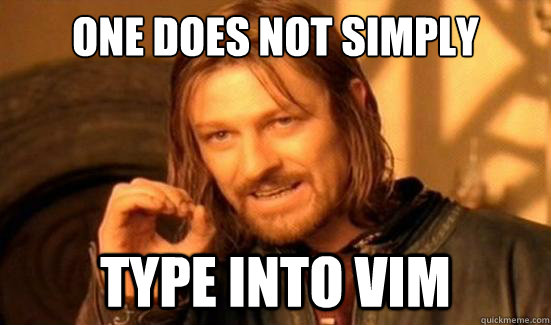 ONE DOES NOT SIMPLY
TYPE INTO VIM
quickmeme.com